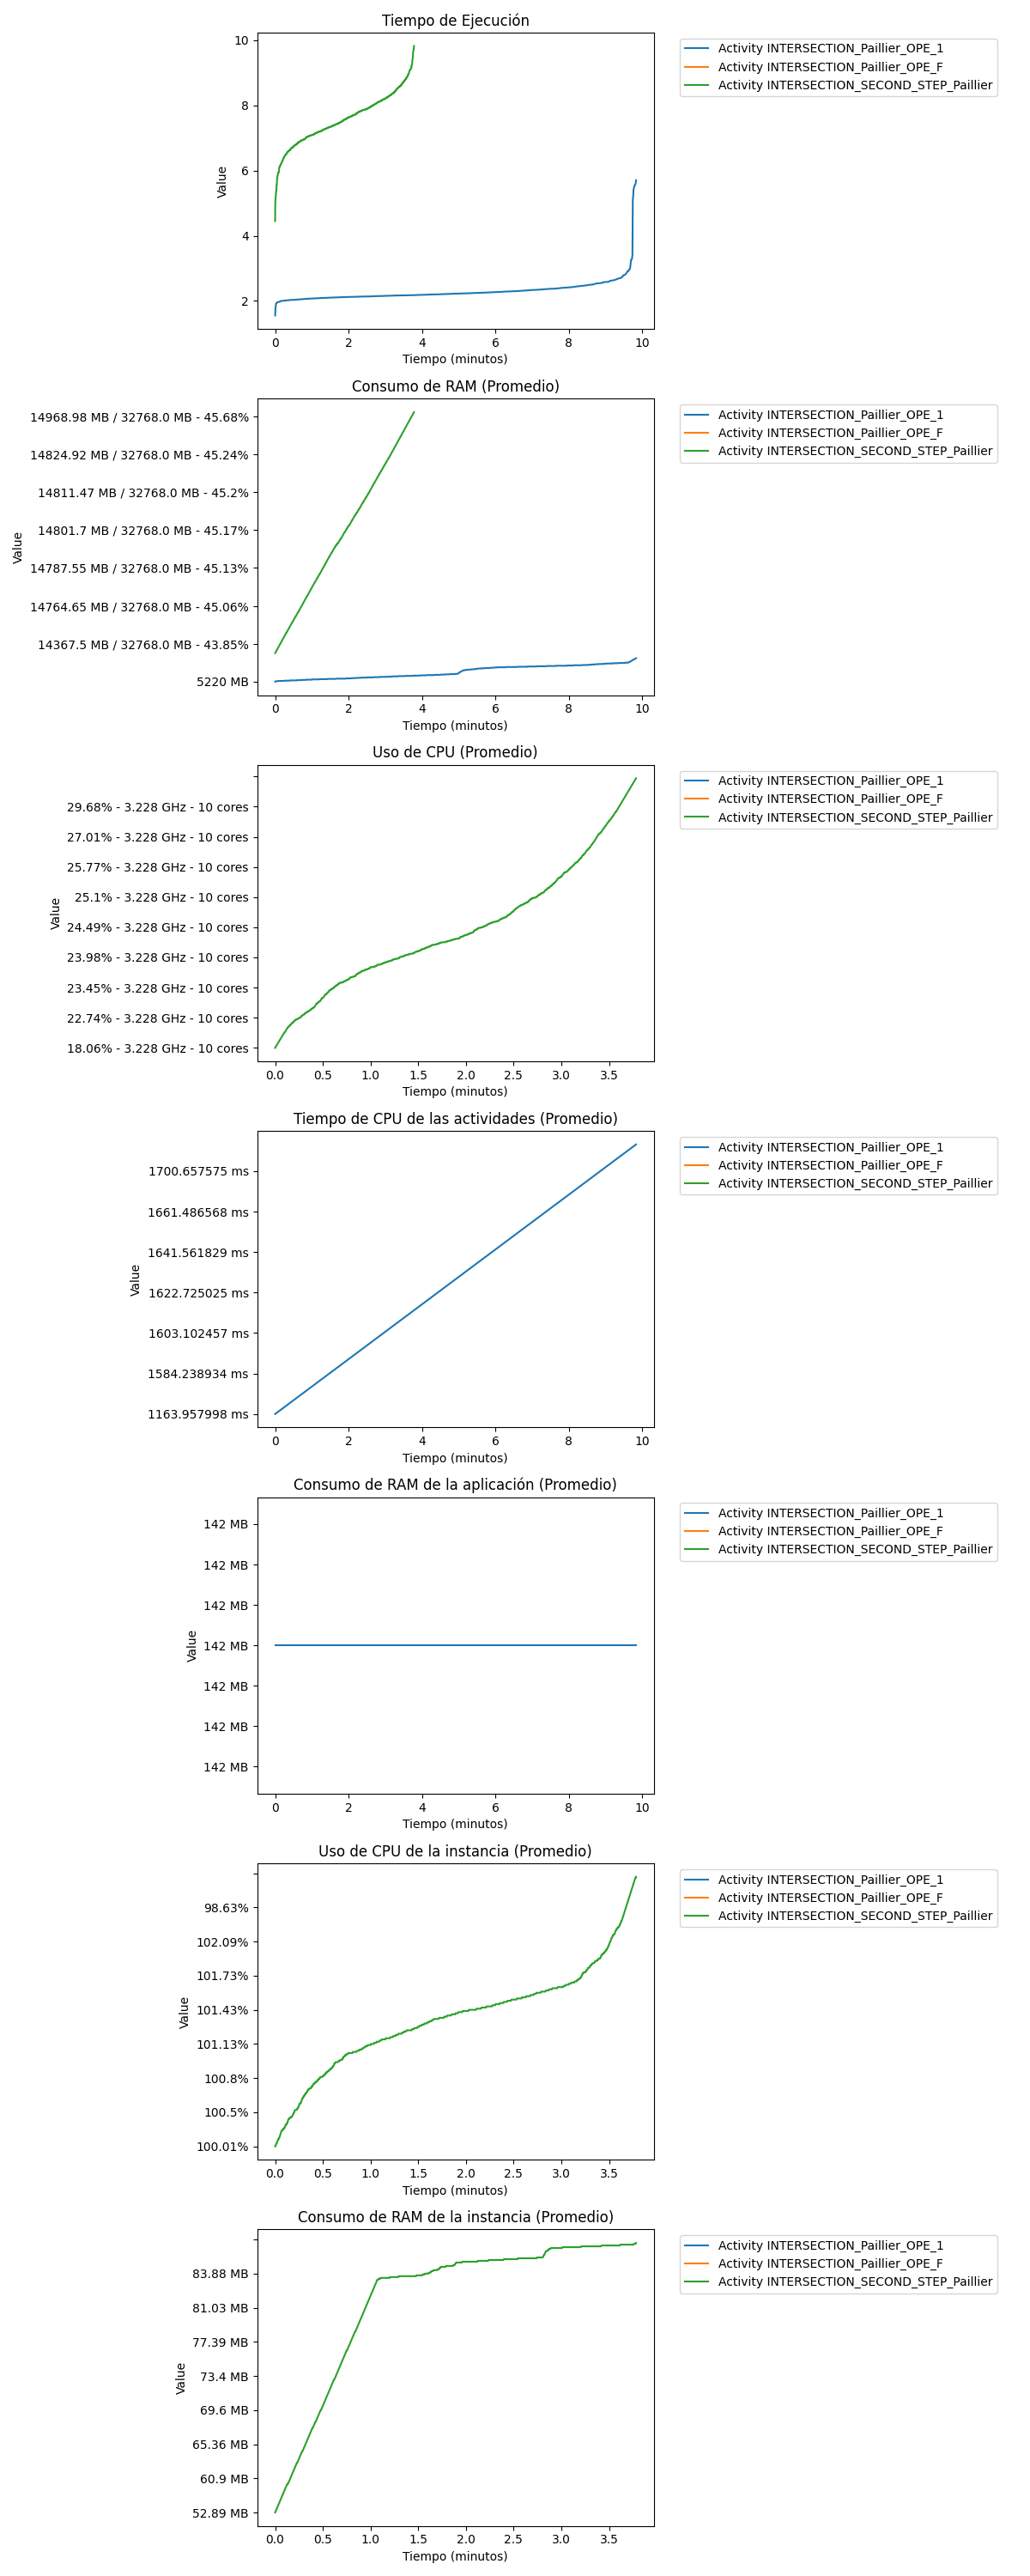 Tiempo de Ejecución
10
8
6
4
2
Value
0 2 4 6 8 10
Tiempo (minutos)
Activity INTERSECTION_Paillier_OPE_1
Activity INTERSECTION_Paillier_OPE_F
Activity INTERSECTION_SECOND_STEP_Paillier
Consumo de RAM (Promedio)
14968.98 MB / 32768.0 MB - 45.68%
14824.92 MB / 32768.0 MB - 45.24%
14811.47 MB / 32768.0 MB - 45.2%
14801.7 MB / 32768.0 MB - 45.17%
14787.55 MB / 32768.0 MB - 45.13%
14764.65 MB / 32768.0 MB - 45.06%
14367.5 MB / 32768.0 MB - 43.85%
5220 MB
Value
0 2 4 6 8 10
Tiempo (minutos)
Activity INTERSECTION_Paillier_OPE_1
Activity INTERSECTION_Paillier_OPE_F
Activity INTERSECTION_SECOND_STEP_Paillier
Uso de CPU (Promedio)
29.68% - 3.228 GHz - 10 cores
27.01% - 3.228 GHz - 10 cores
25.77% - 3.228 GHz - 10 cores
25.1% - 3.228 GHz - 10 cores
24.49% - 3.228 GHz - 10 cores
23.98% - 3.228 GHz - 10 cores
23.45% - 3.228 GHz - 10 cores
22.74% - 3.228 GHz - 10 cores
18.06% - 3.228 GHz - 10 cores
Value
0.0 0.5 1.0 1.5 2.0 2.5 3.0 3.5
Tiempo (minutos)
Activity INTERSECTION_Paillier_OPE_1
Activity INTERSECTION_Paillier_OPE_F
Activity INTERSECTION_SECOND_STEP_Paillier
Tiempo de CPU de las actividades (Promedio)
1700.657575 ms
1661.486568 ms
1641.561829 ms
1622.725025 ms
1603.102457 ms
1584.238934 ms
1163.957998 ms
Value
0 2 4 6 8 10
Tiempo (minutos)
Activity INTERSECTION_Paillier_OPE_1
Activity INTERSECTION_Paillier_OPE_F
Activity INTERSECTION_SECOND_STEP_Paillier
Consumo de RAM de la aplicación (Promedio)
142 MB
142 MB
142 MB
142 MB
142 MB
142 MB
142 MB
Value
0 2 4 6 8 10
Tiempo (minutos)
Activity INTERSECTION_Paillier_OPE_1
Activity INTERSECTION_Paillier_OPE_F
Activity INTERSECTION_SECOND_STEP_Paillier
Uso de CPU de la instancia (Promedio)
98.63%
102.09%
101.73%
101.43%
101.13%
100.8%
100.5%
100.01%
Value
0.0 0.5 1.0 1.5 2.0 2.5 3.0 3.5
Tiempo (minutos)
Activity INTERSECTION_Paillier_OPE_1
Activity INTERSECTION_Paillier_OPE_F
Activity INTERSECTION_SECOND_STEP_Paillier
Consumo de RAM de la instancia (Promedio)
83.88 MB
81.03 MB
77.39 MB
73.4 MB
69.6 MB
65.36 MB
60.9 MB
52.89 MB
Value
0.0 0.5 1.0 1.5 2.0 2.5 3.0 3.5
Tiempo (minutos)
Activity INTERSECTION_Paillier_OPE_1
Activity INTERSECTION_Paillier_OPE_F
Activity INTERSECTION_SECOND_STEP_Paillier